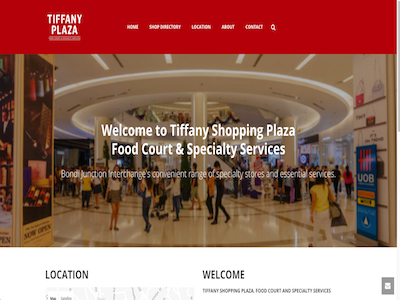 TIFFANY
PLAZA
HOME SHOP DIRECTORY LOCATION ABOUT CONTACT
Welcome to Tiffany Shopping Plaza
Food Court & Specialty Services
Bondi Junction Interchange's convenient range of specialty stores and essential services.
UOB
OPEN
NOW OPEN
LOCATION
WELCOME
TIFFANY SHOPPING PLAZA, FOOD COURT AND SPECIALTY SERVICES
Map